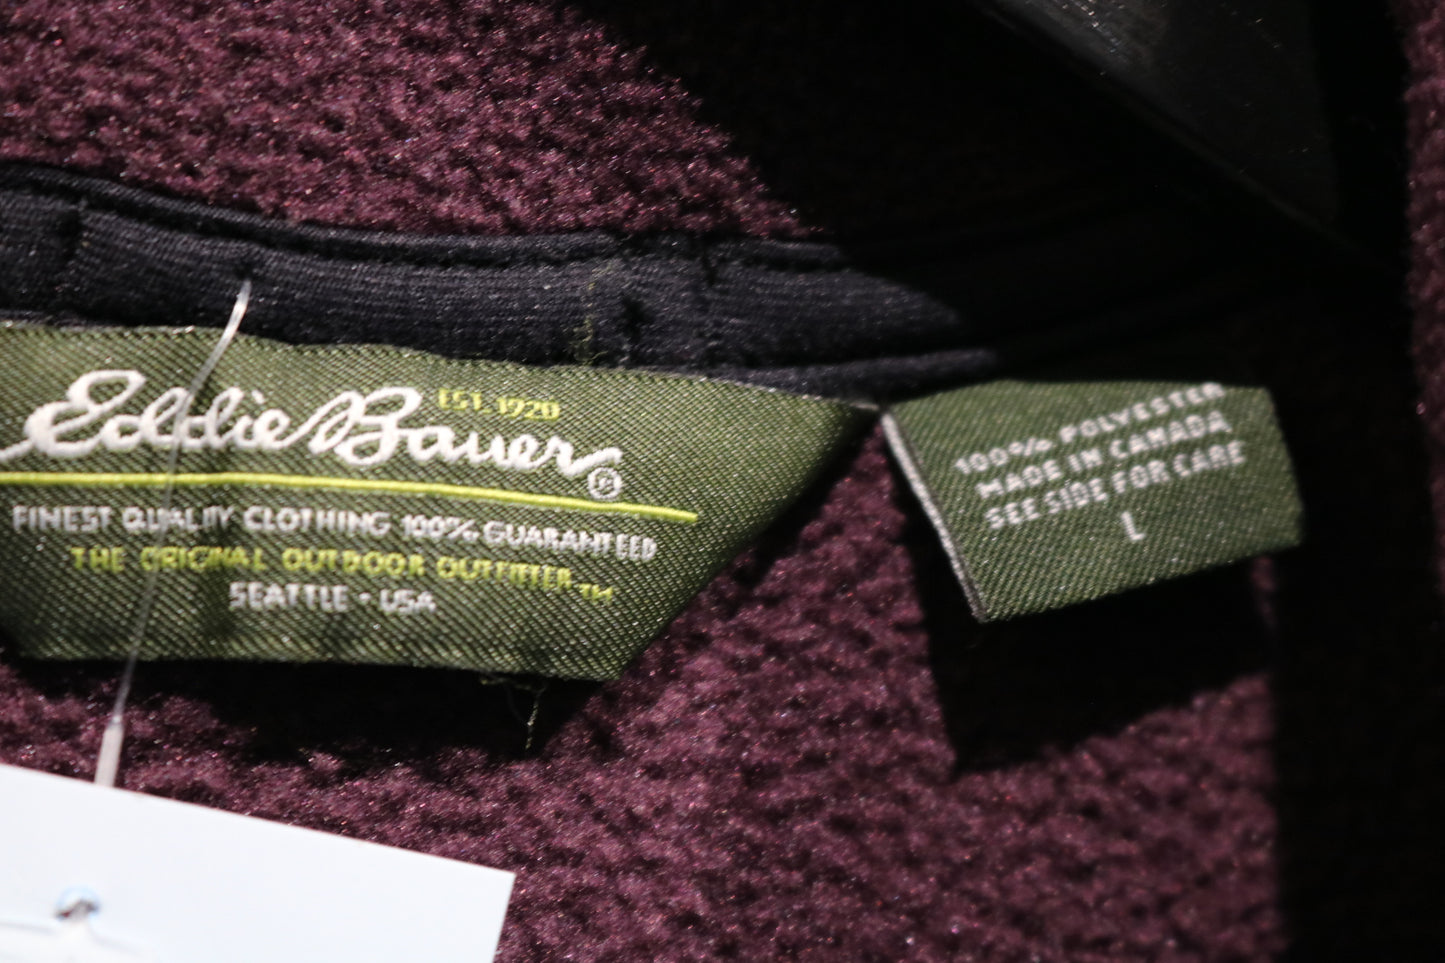 Eddie Bauer®
EST. 1920
FINEST QUALITY CLOTHING 100% GUARANTEED
THE ORIGINAL OUTDOOR OUTFITTER™
SEATTLE · USA
100% POLYESTER
MADE IN CANADA
SEE SIDE FOR CARE
L